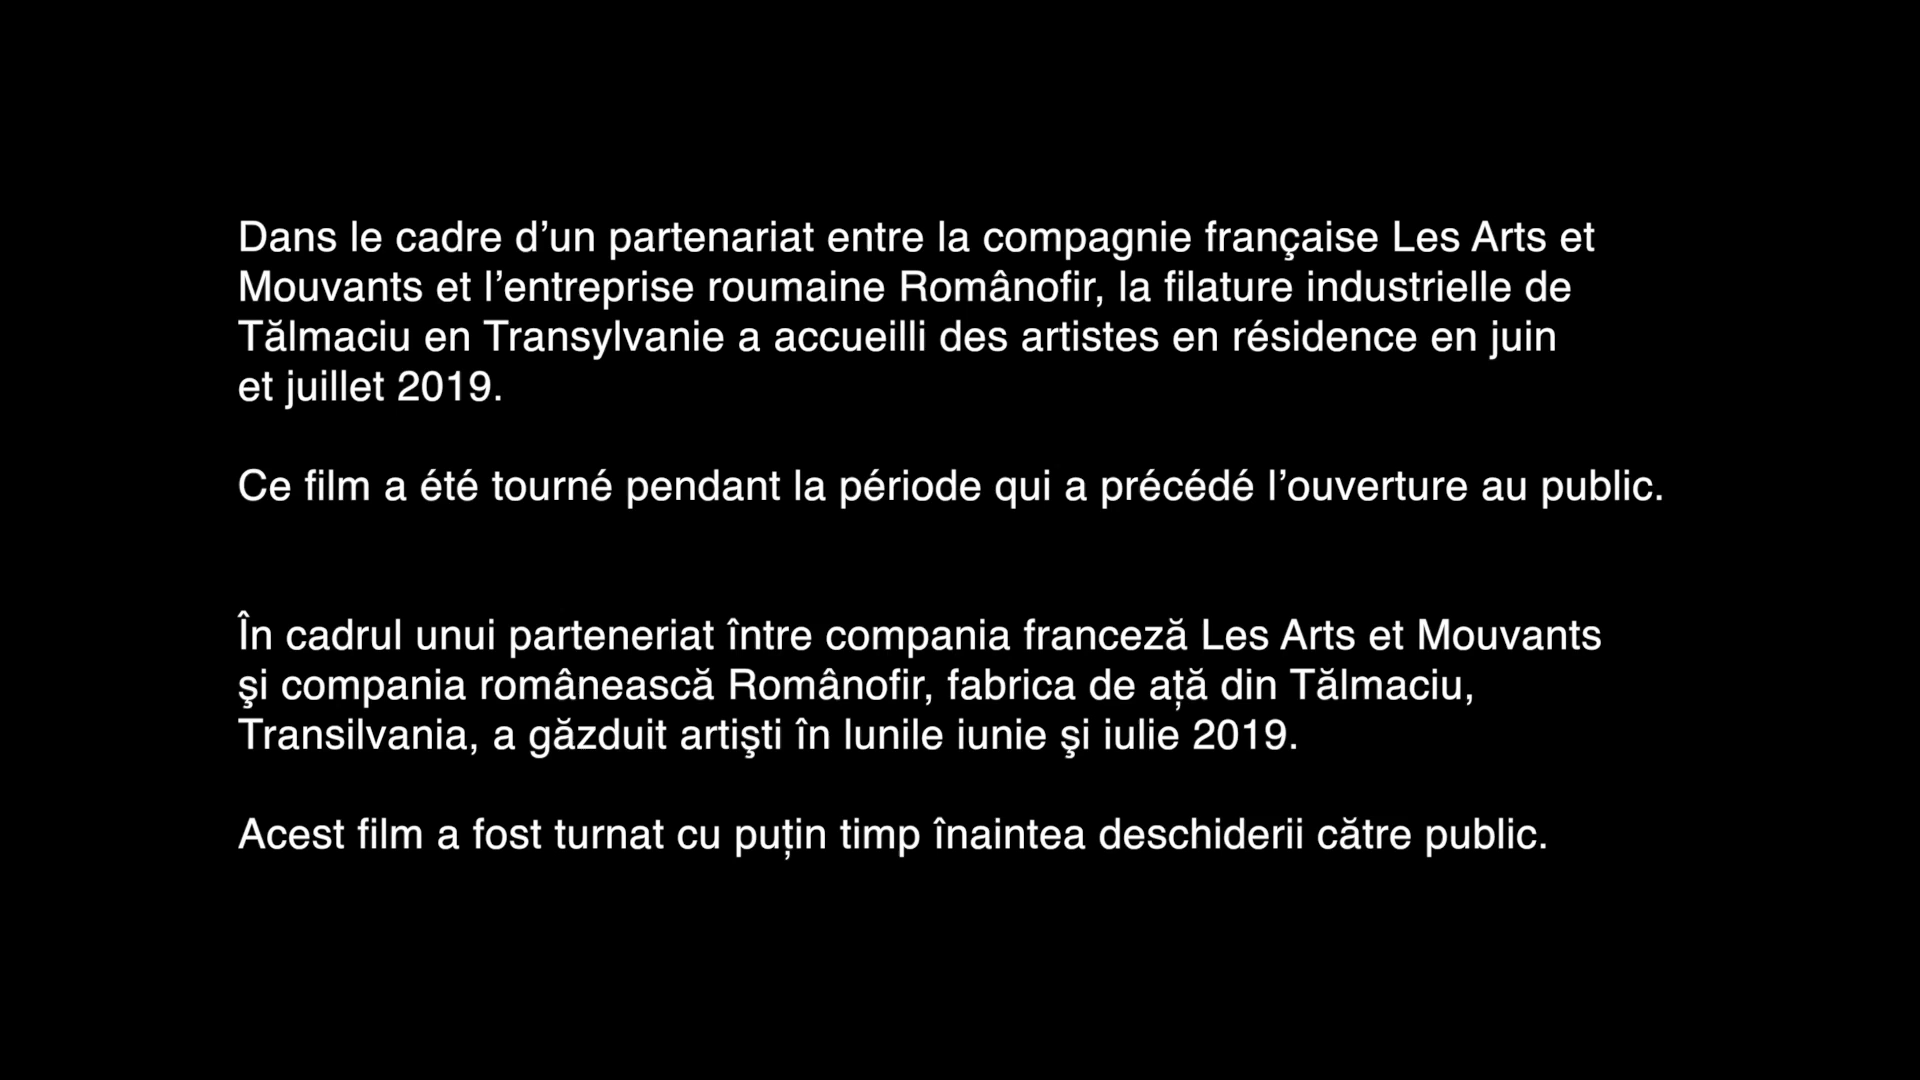 Dans le cadre d’un partenariat entre la compagnie française Les Arts et
Mouvants et l’entreprise roumaine Românofir, la filature industrielle de
Tălmaciu en Transylvanie a accueilli des artistes en résidence en juin
et juillet 2019.
Ce film a été tourné pendant la période qui a précédé l’ouverture au public.
În cadrul unui parteneriat între compania franceză Les Arts et Mouvants
şi compania românească Românofir, fabrica de ață din Tălmaciu,
Transilvania, a găzduit artişti în lunile iunie şi iulie 2019.
Acest film a fost turnat cu puțin timp înaintea deschiderii către public.